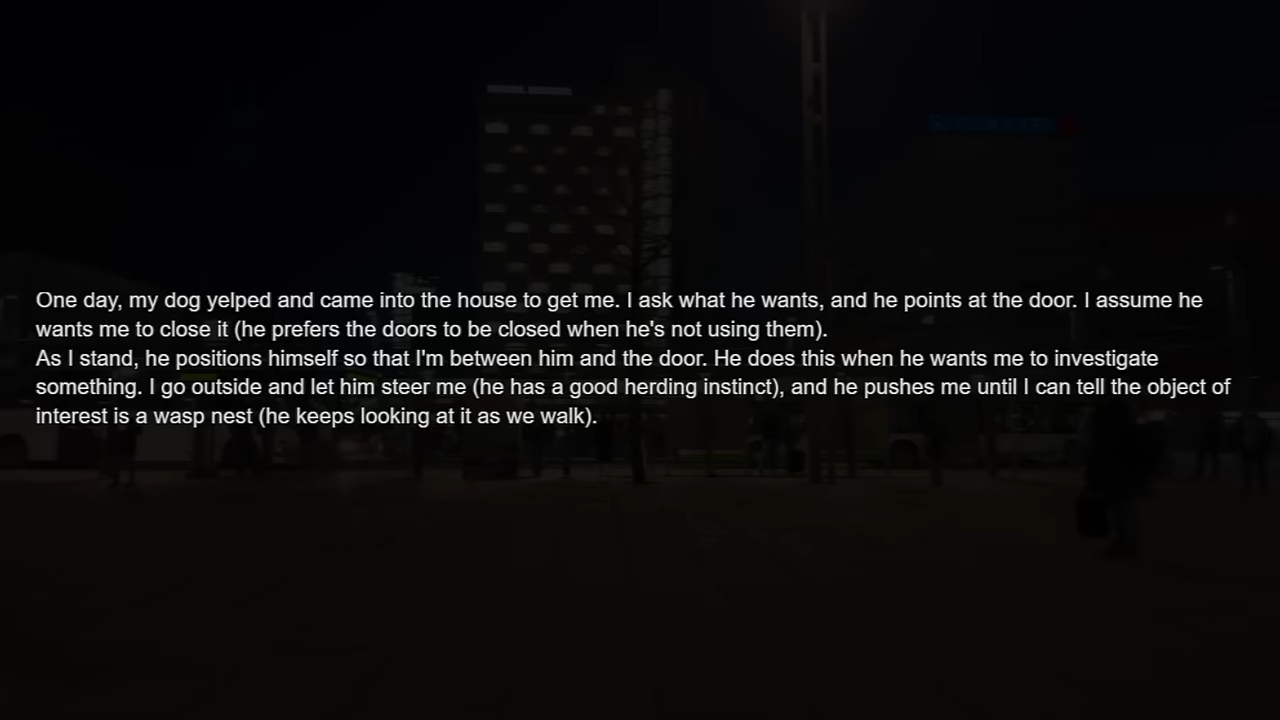 One day, my dog yelped and came into the house to get me. I ask what he wants, and he points at the door. I assume he
wants me to close it (he prefers the doors to be closed when he's not using them).
As I stand, he positions himself so that I'm between him and the door. He does this when he wants me to investigate
something. I go outside and let him steer me (he has a good herding instinct), and he pushes me until I can tell the object of
interest is a wasp nest (he keeps looking at it as we walk).